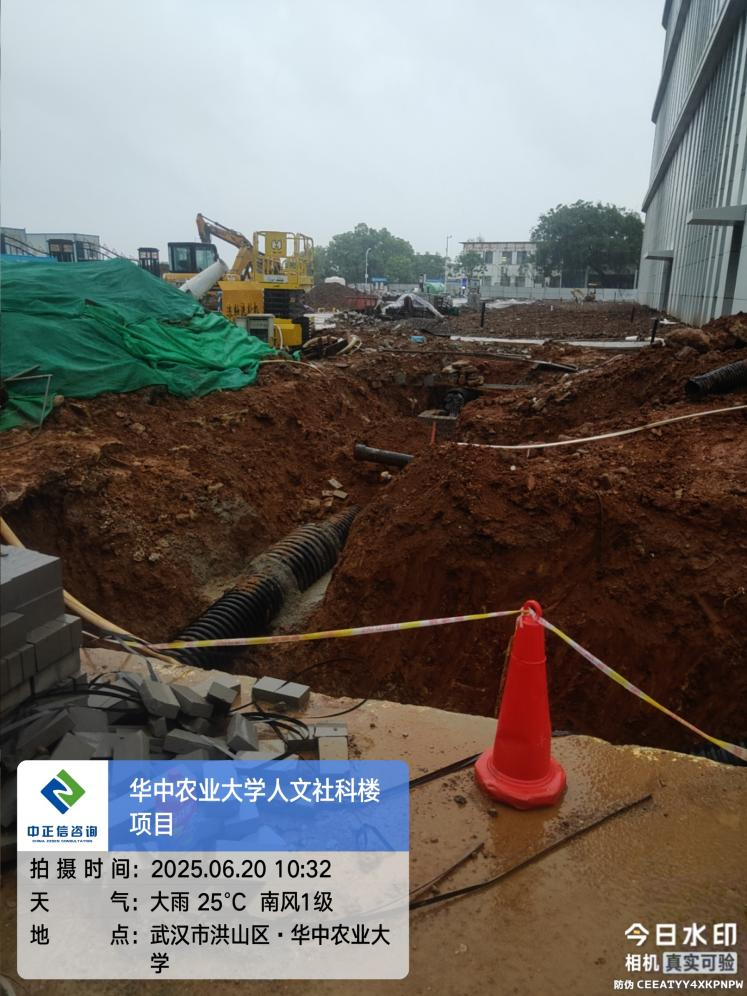 华中农业大学人文社科楼
项目
中正信咨询
CHINA ZEXIN CONSULTATION
拍摄时间：2025.06.20 10:32
天气：大雨 25°C 南风1级
地点：武汉市洪山区·华中农业大
学
今日水印
相机 真实可验
防伪 CEEATYY4XKPNPW